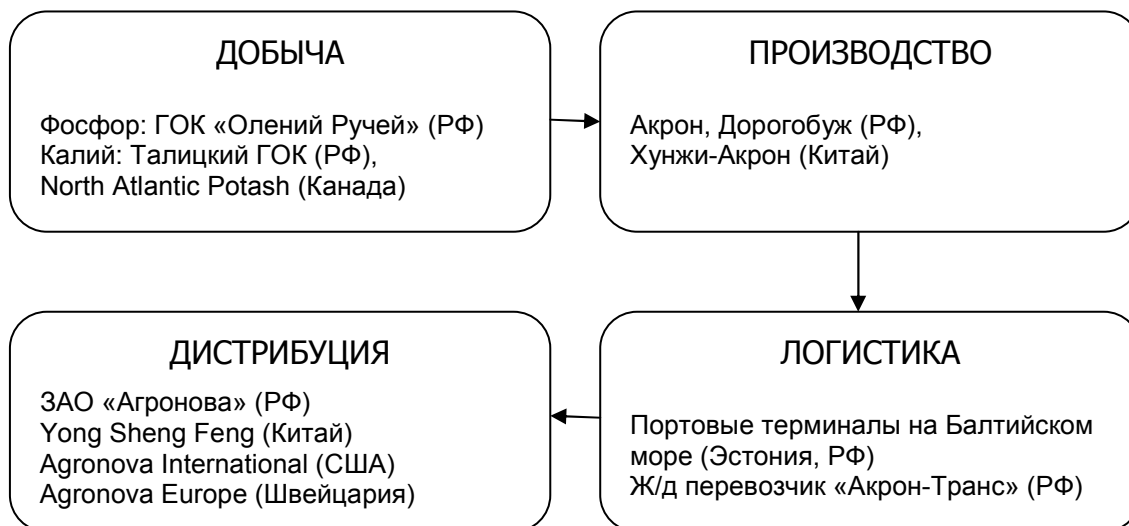 ДОБЫЧА
Фосфор: ГОК «Олений Ручей» (РФ)
Калий: Талицкий ГОК (РФ),
North Atlantic Potash (Канада)
ПРОИЗВОДСТВО
Акрон, Дорогобуж (РФ),
Хунжи-Акрон (Китай)
ДИСТРИБУЦИЯ
ЗАО «Агронова» (РФ)
Yong Sheng Feng (Китай)
Agronova International (США)
Agronova Europe (Швейцария)
ЛОГИСТИКА
Портовые терминалы на Балтийском
море (Эстония, РФ)
Ж/д перевозчик «Акрон-Транс» (РФ)